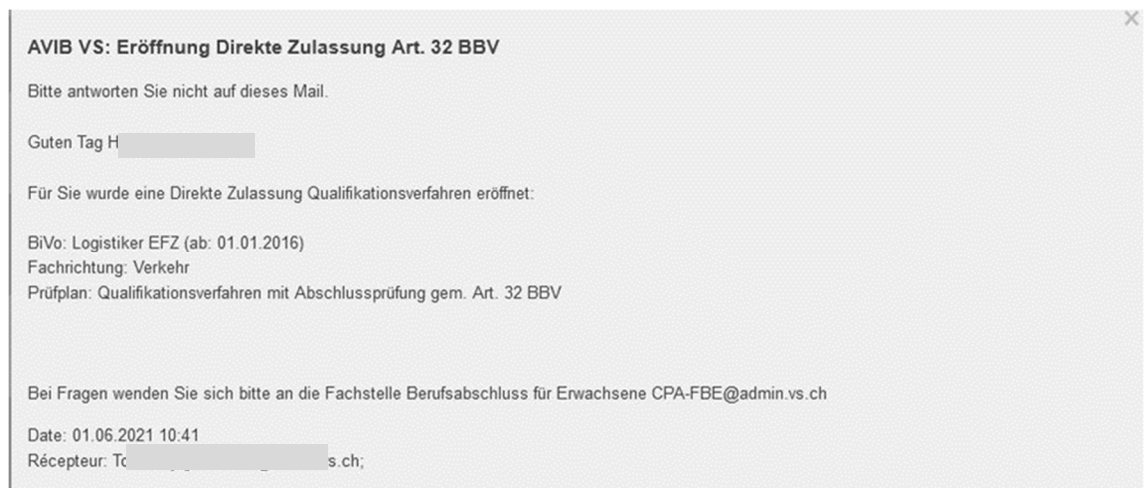 AVIB VS: Eröffnung Direkte Zulassung Art. 32 BBV
Bitte antworten Sie nicht auf dieses Mail.
Guten Tag H
Für Sie wurde eine Direkte Zulassung Qualifikationsverfahren eröffnet:
BiVo: Logistiker EFZ (ab: 01.01.2016)
Fachrichtung: Verkehr
Prüfplan: Qualifikationsverfahren mit Abschlussprüfung gem. Art. 32 BBV
Bei Fragen wenden Sie sich bitte an die Fachstelle Berufsabschluss für Erwachsene CPA-FBE@admin.vs.ch
Date: 01.06.2021 10:41
Récepteur: To s.ch;